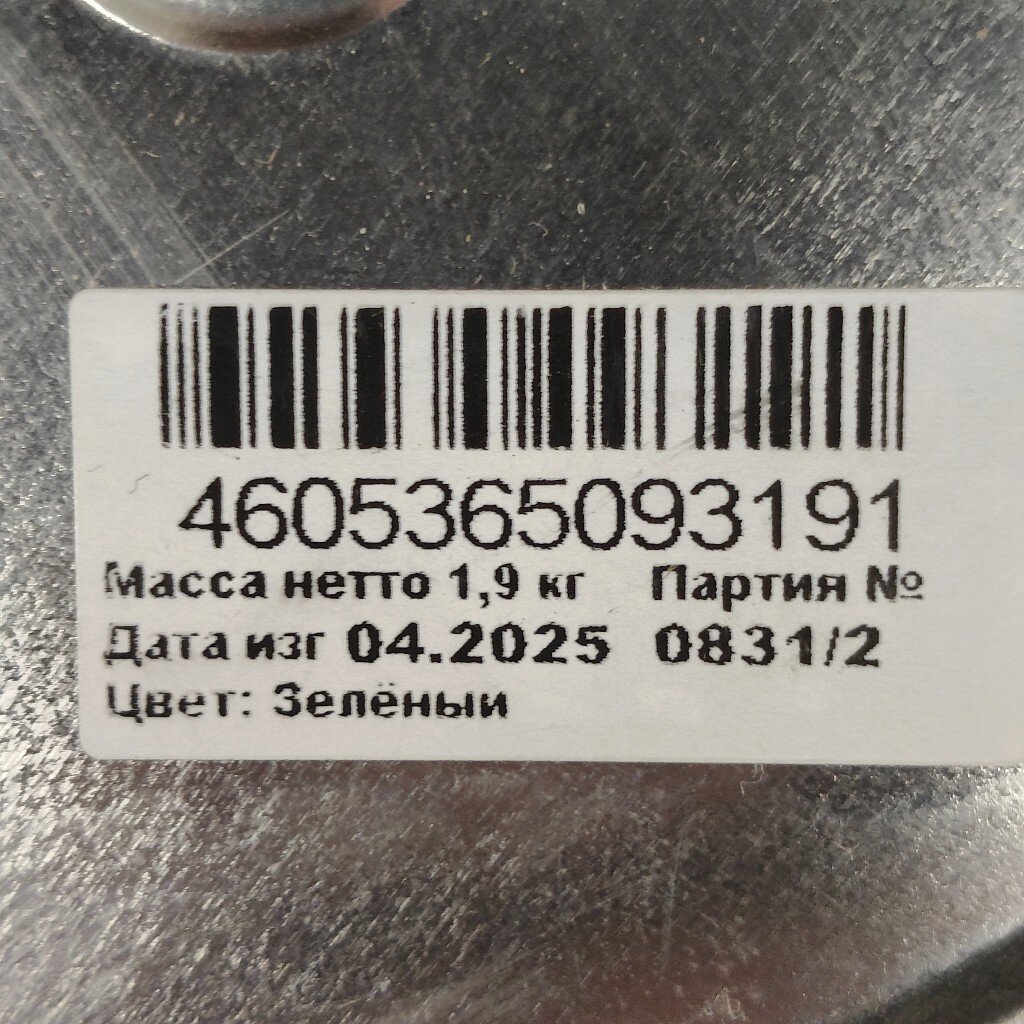 4605365093191
Масса нетто 1,9 кг Партия №
Дата изг 04.2025 0831/2
Цвет: Зелёный